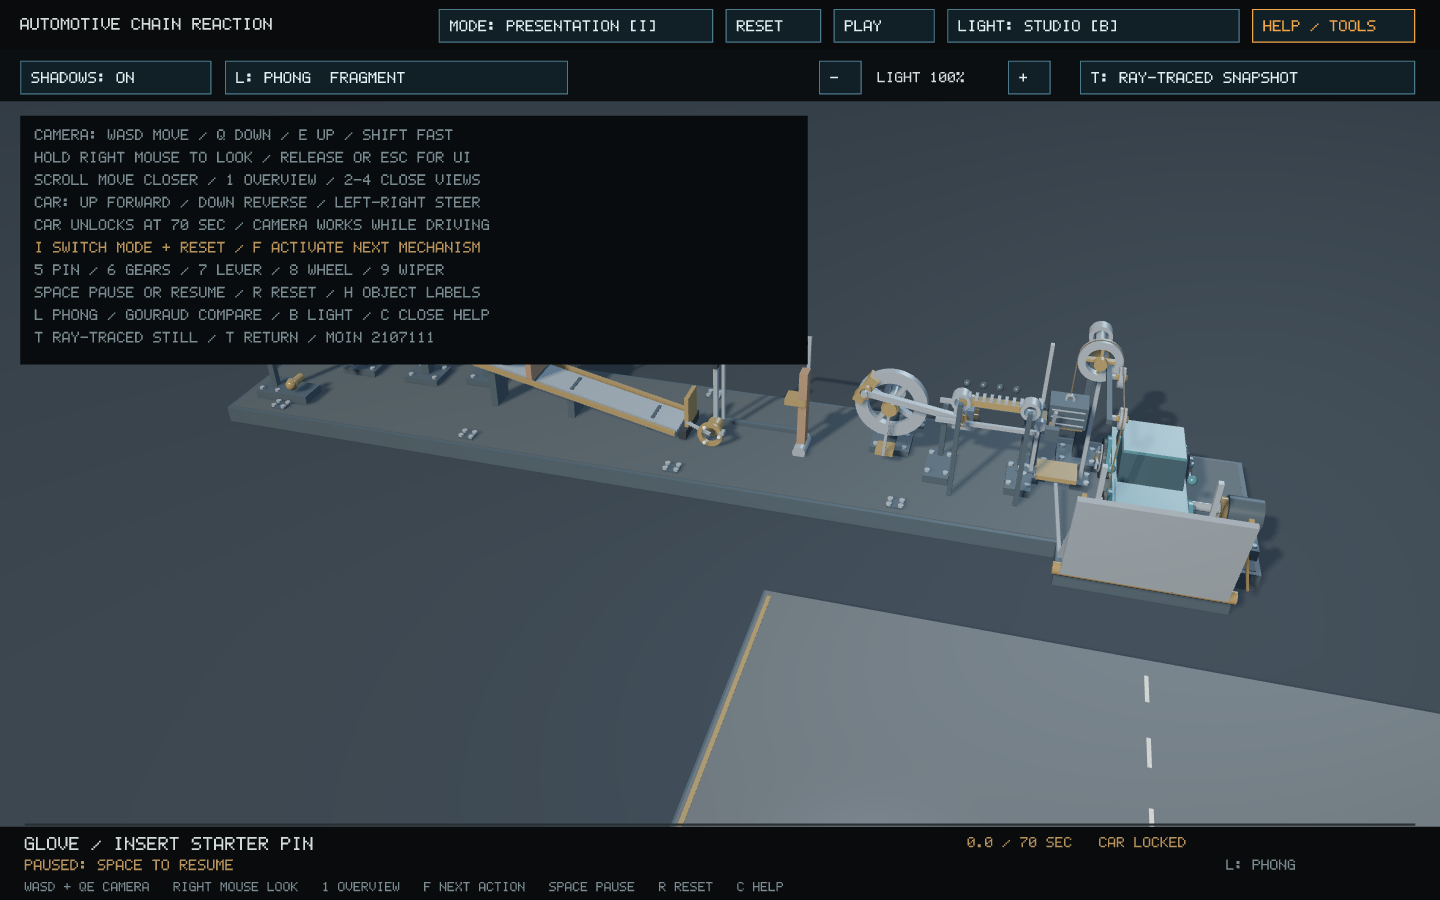 AUTOMOTIVE CHAIN REACTION
MODE: PRESENTATION [I]
RESET
PLAY
LIGHT: STUDIO [B]
HELP / TOOLS
SHADOWS: ON
L: PHONG FRAGMENT
-
LIGHT 100%
+
T: RAY-TRACED SNAPSHOT
CAMERA: WASD MOVE / Q DOWN / E UP / SHIFT FAST
HOLD RIGHT MOUSE TO LOOK / RELEASE OR ESC FOR UI
SCROLL MOVE CLOSER / 1 OVERVIEW / 2-4 CLOSE VIEWS
CAR: UP FORWARD / DOWN REVERSE / LEFT-RIGHT STEER
CAR UNLOCKS AT 70 SEC / CAMERA WORKS WHILE DRIVING
I SWITCH MODE + RESET / F ACTIVATE NEXT MECHANISM
5 PIN / 6 GEARS / 7 LEVER / 8 WHEEL / 9 WIPER
SPACE PAUSE OR RESUME / R RESET / H OBJECT LABELS
L PHONG / GOURAUD COMPARE / B LIGHT / C CLOSE HELP
T RAY-TRACED STILL / T RETURN / MOIN 2107111
GLOVE / INSERT STARTER PIN
0.0 / 70 SEC CAR LOCKED
PAUSED: SPACE TO RESUME
L: PHONG
WASD + QE CAMERA RIGHT MOUSE LOOK 1 OVERVIEW F NEXT ACTION SPACE PAUSE R RESET C HELP